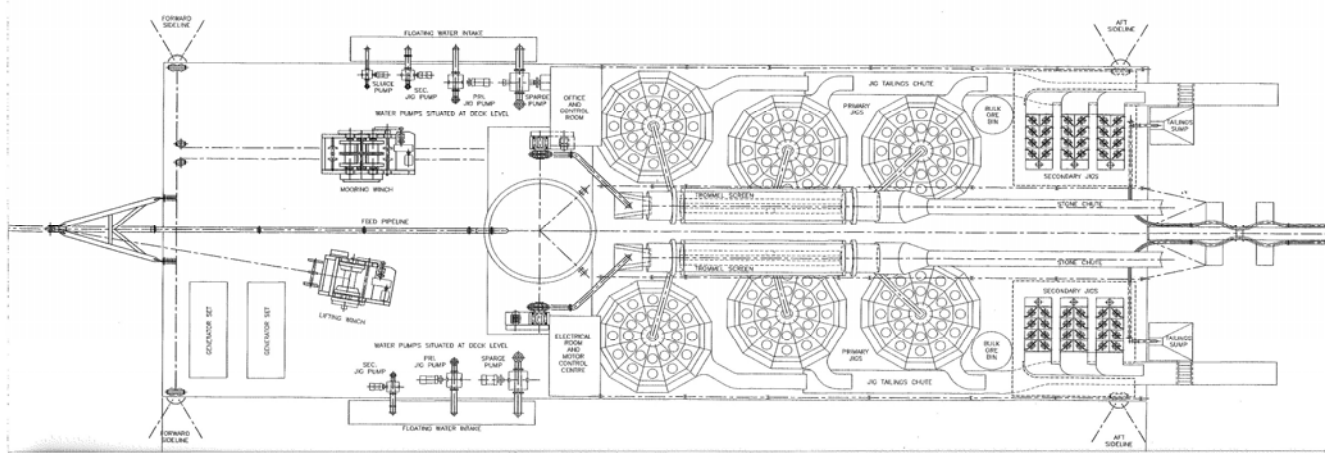 FORWARD
SIDELINE
AFT
SIDELINE
FLOATING WATER INTAKE
SLUICE
PUMP
SEC.
JIG PUMP
PRI.
JIG PUMP
SPARGE
PUMP
WATER PUMPS SITUATED AT DECK LEVEL
OFFICE
AND
CONTROL
ROOM
JIG TAILINGS CHUTE
PRIMARY
JIGS
BULK
ORE
BIN
TAILINGS
SUMP
SECONDARY JIGS
MOORING WINCH
TROMMEL SCREEN
STONE CHUTE
FEED PIPELINE
TROMMEL SCREEN
STONE CHUTE
LIFTING WINCH
GENERATOR SET
GENERATOR SET
SECONDARY JIGS
WATER PUMPS SITUATED AT DECK LEVEL
SEC.
JIG PUMP
PRI.
JIG PUMP
SPARGE
PUMP
ELECTRICAL
ROOM
AND
MOTOR
CONTROL
CENTRE
PRIMARY
JIGS
BULK
ORE
BIN
TAILINGS
SUMP
JIG TAILINGS CHUTE
FLOATING WATER INTAKE
FORWARD
SIDELINE
AFT
SIDELINE